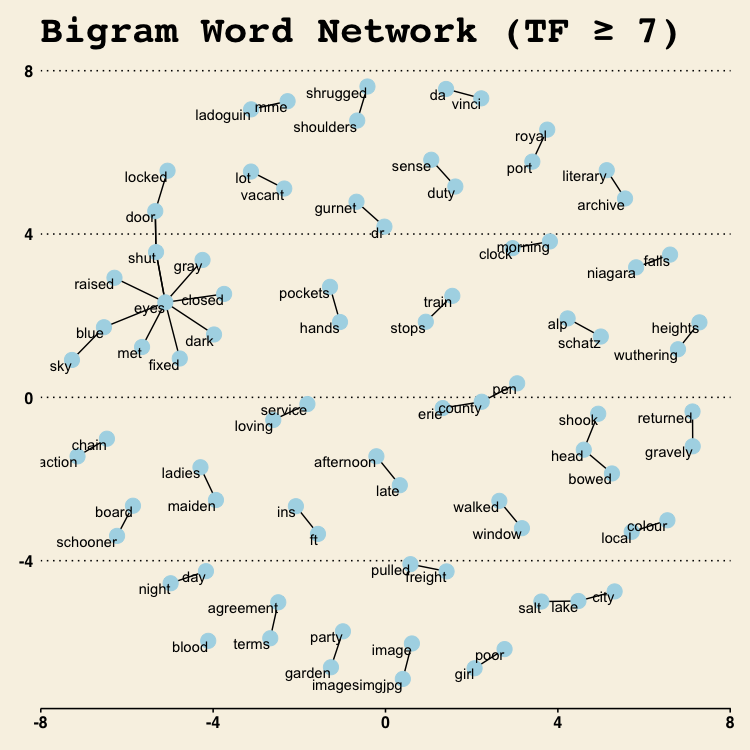 Bigram Word Network (TF ≥ 7)
8
shrugged
da
vinci
ladoguin
mme
shoulders
royal
sense
port
literary
locked
lot
vacant
duty
archive
gurnet
door
dr
4
morning
clock
shut
gray
falls
niagara
raised
closed
pockets
train
eyes
alp
hands
stops
heights
blue
dark
schatz
wuthering
met
fixed
sky
pen
0
service
erie
county
loving
shook
returned
chain
action
afternoon
head
gravely
ladies
bowed
late
maiden
walked
board
ins
window
colour
schooner
ft
local
-4
pulled
freight
night
day
agreement
salt
lake
city
blood
terms
party
image
poor
garden
girl
imagesimgjpg
-8
-4
0
4
8